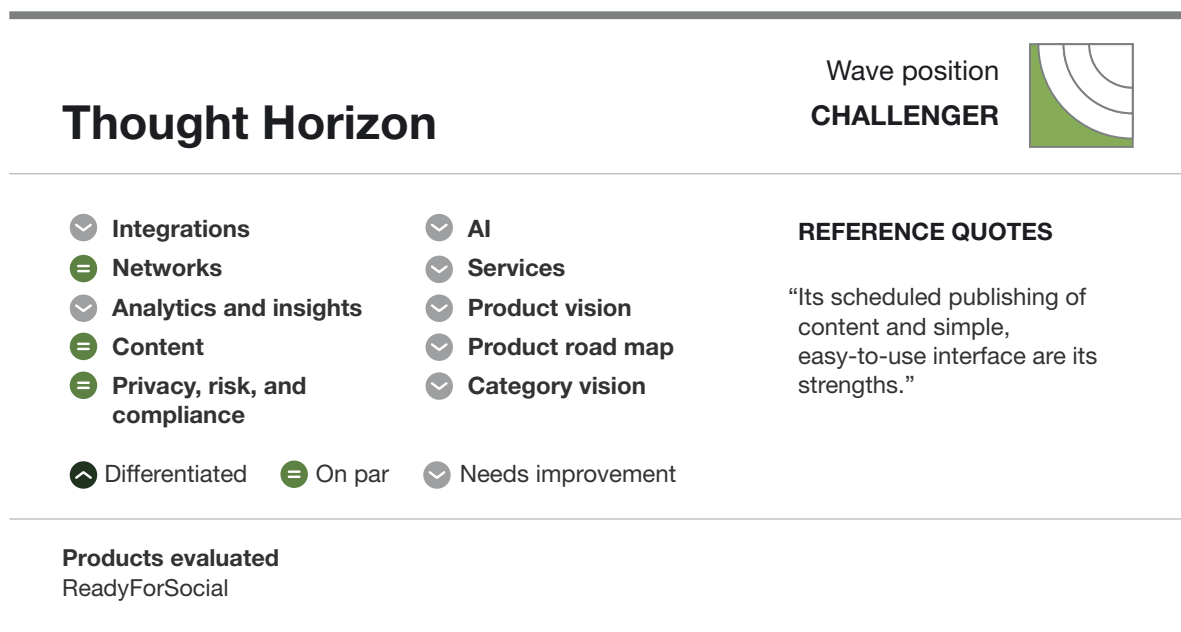 Thought Horizon
Wave position
CHALLENGER
Integrations
Networks
Analytics and insights
Content
Privacy, risk, and
compliance
AI
Services
Product vision
Product road map
Category vision
Differentiated
On par
Needs improvement
REFERENCE QUOTES
“Its scheduled publishing of
content and simple,
easy-to-use interface are its
strengths.”
Products evaluated
ReadyForSocial